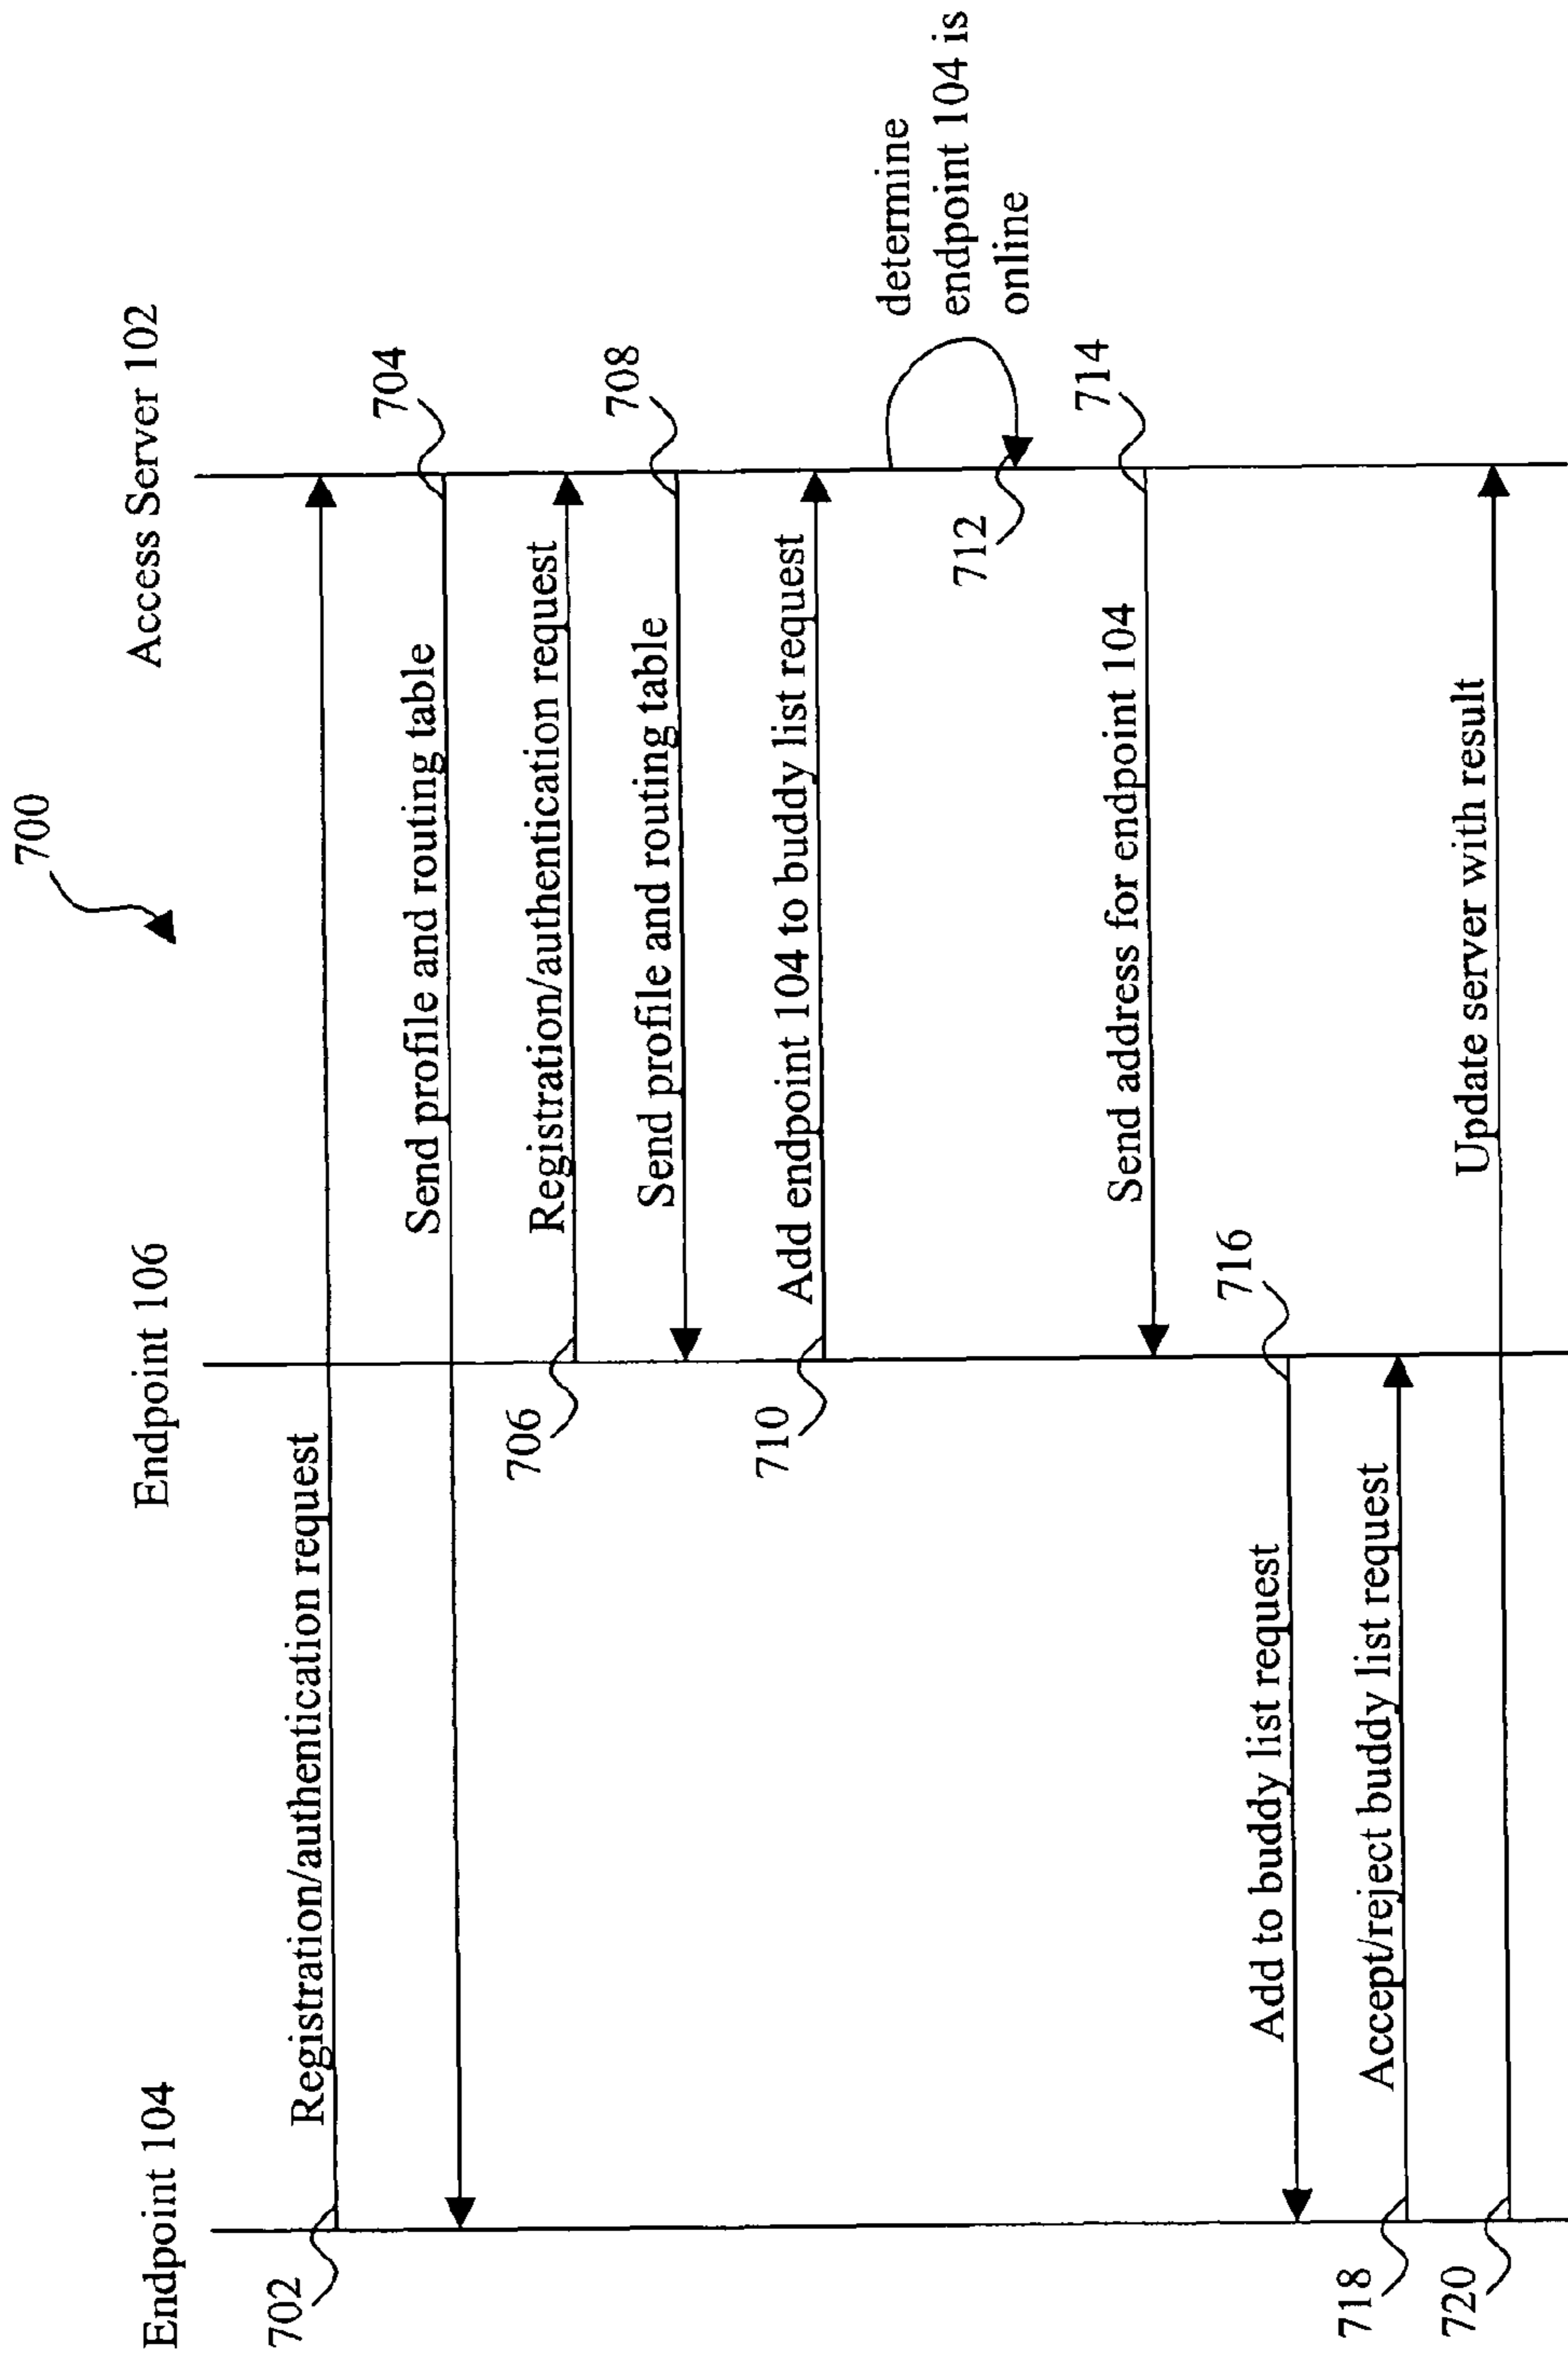 700
Endpoint 104
Endpoint 106
Access Server 102
702
Registration/authentication request
704
Send profile and routing table
706
Registration/authentication request
708
Send profile and routing table
710
Add endpoint 104 to buddy list request
determine
endpoint 104 is
online
712
714
Send address for endpoint 104
716
Add to buddy list request
718
Accept/reject buddy list request
720
Update server with result